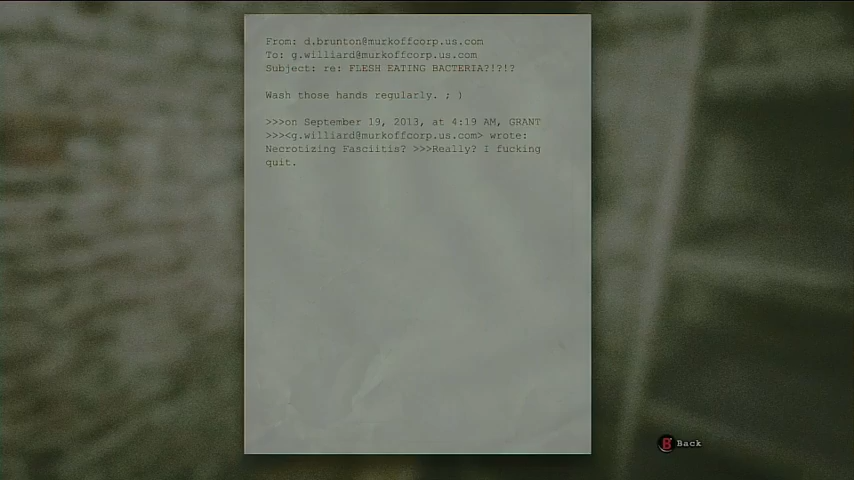 From: d.brunton@murkoffcorp.us.com
To: g.williard@murkoffcorp.us.com
Subject: re: FLESH EATING BACTERIA?!?!?
Wash those hands regularly. ; )
>>>on September 19, 2013, at 4:19 AM, GRANT
>>><g.williard@murkoffcorp.us.com> wrote:
Necrotizing Fasciitis? >>>Really? I fucking
quit.
B Back